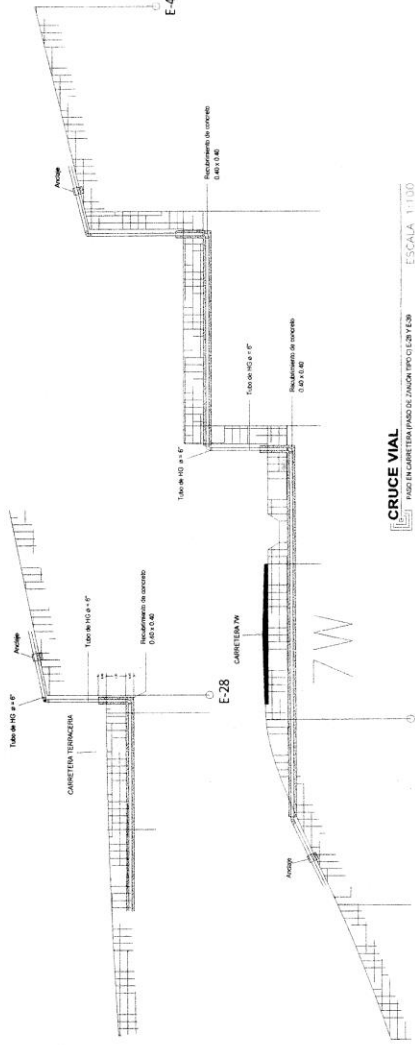 Tubo de HG ø = 6"
Anclaje
CARRETERA TERRACERIA
Tubo de HG ø = 6"
Recubrimiento de concreto
0.40 x 0.40
E-28
Anclaje
CARRETERA 7W
7W
Tubo de HG ø = 6"
Recubrimiento de concreto
0.40 x 0.40
Tubo de HG ø = 6"
Anclaje
Recubrimiento de concreto
0.40 x 0.40
E-4
CRUCE VIAL
PASO EN CARRETERA (PASO DE ZANJON TIPO C) E-28 Y E-39
ESCALA 1:100